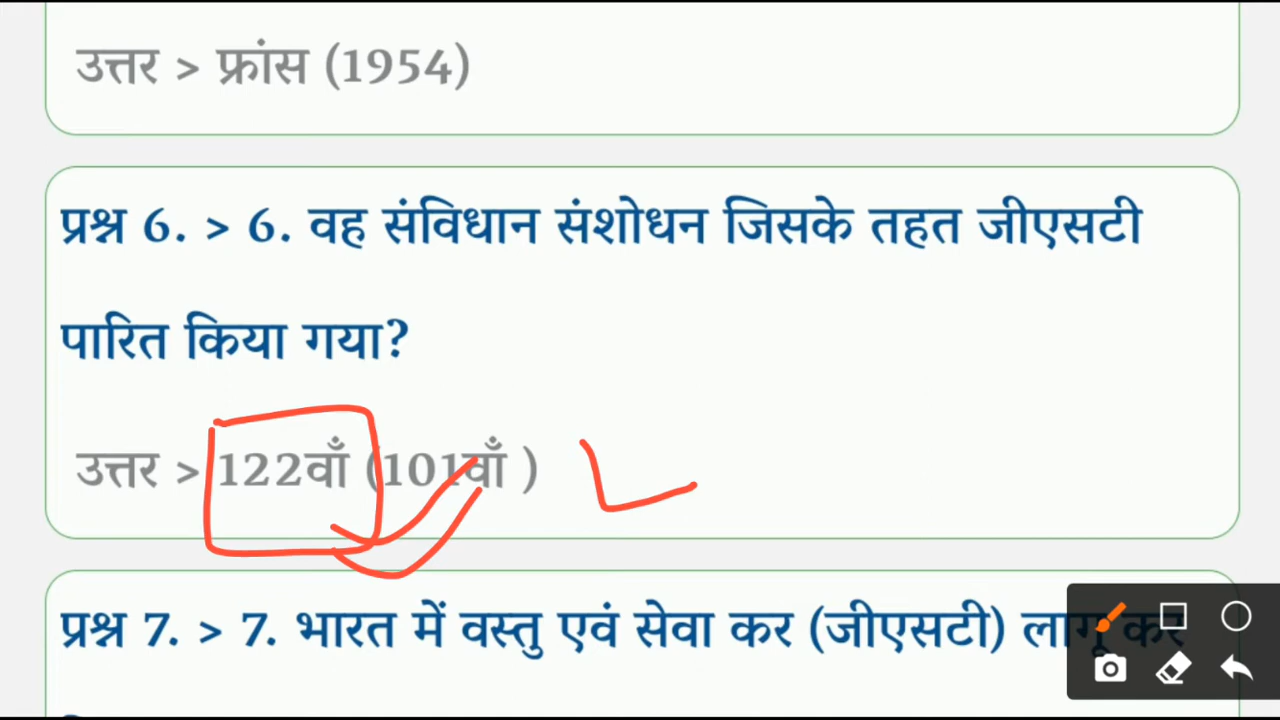 उत्तर > फ्रांस (1954)
प्रश्न 6. > 6. वह संविधान संशोधन जिसके तहत जीएसटी
पारित किया गया?
उत्तर > 122वाँ (101वाँ )
प्रश्न 7. > 7. भारत में वस्तु एवं सेवा कर (जीएसटी) लागू कर